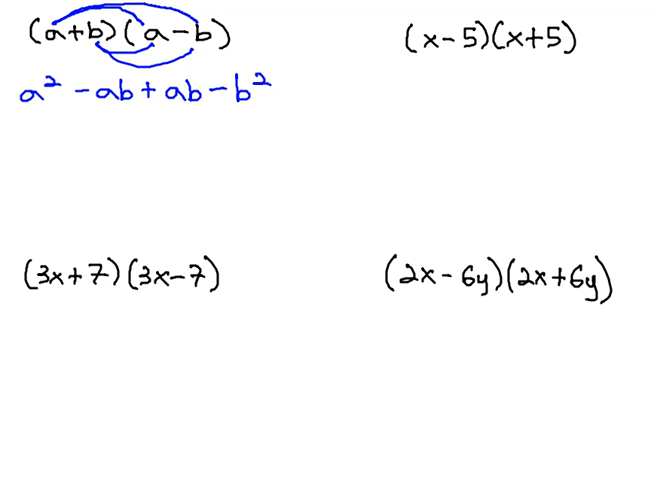 (a+b)(a-b)
a² - ab + ab - b²
(x-5)(x+5)
(3x+7)(3x-7)
(2x-6y)(2x+6y)